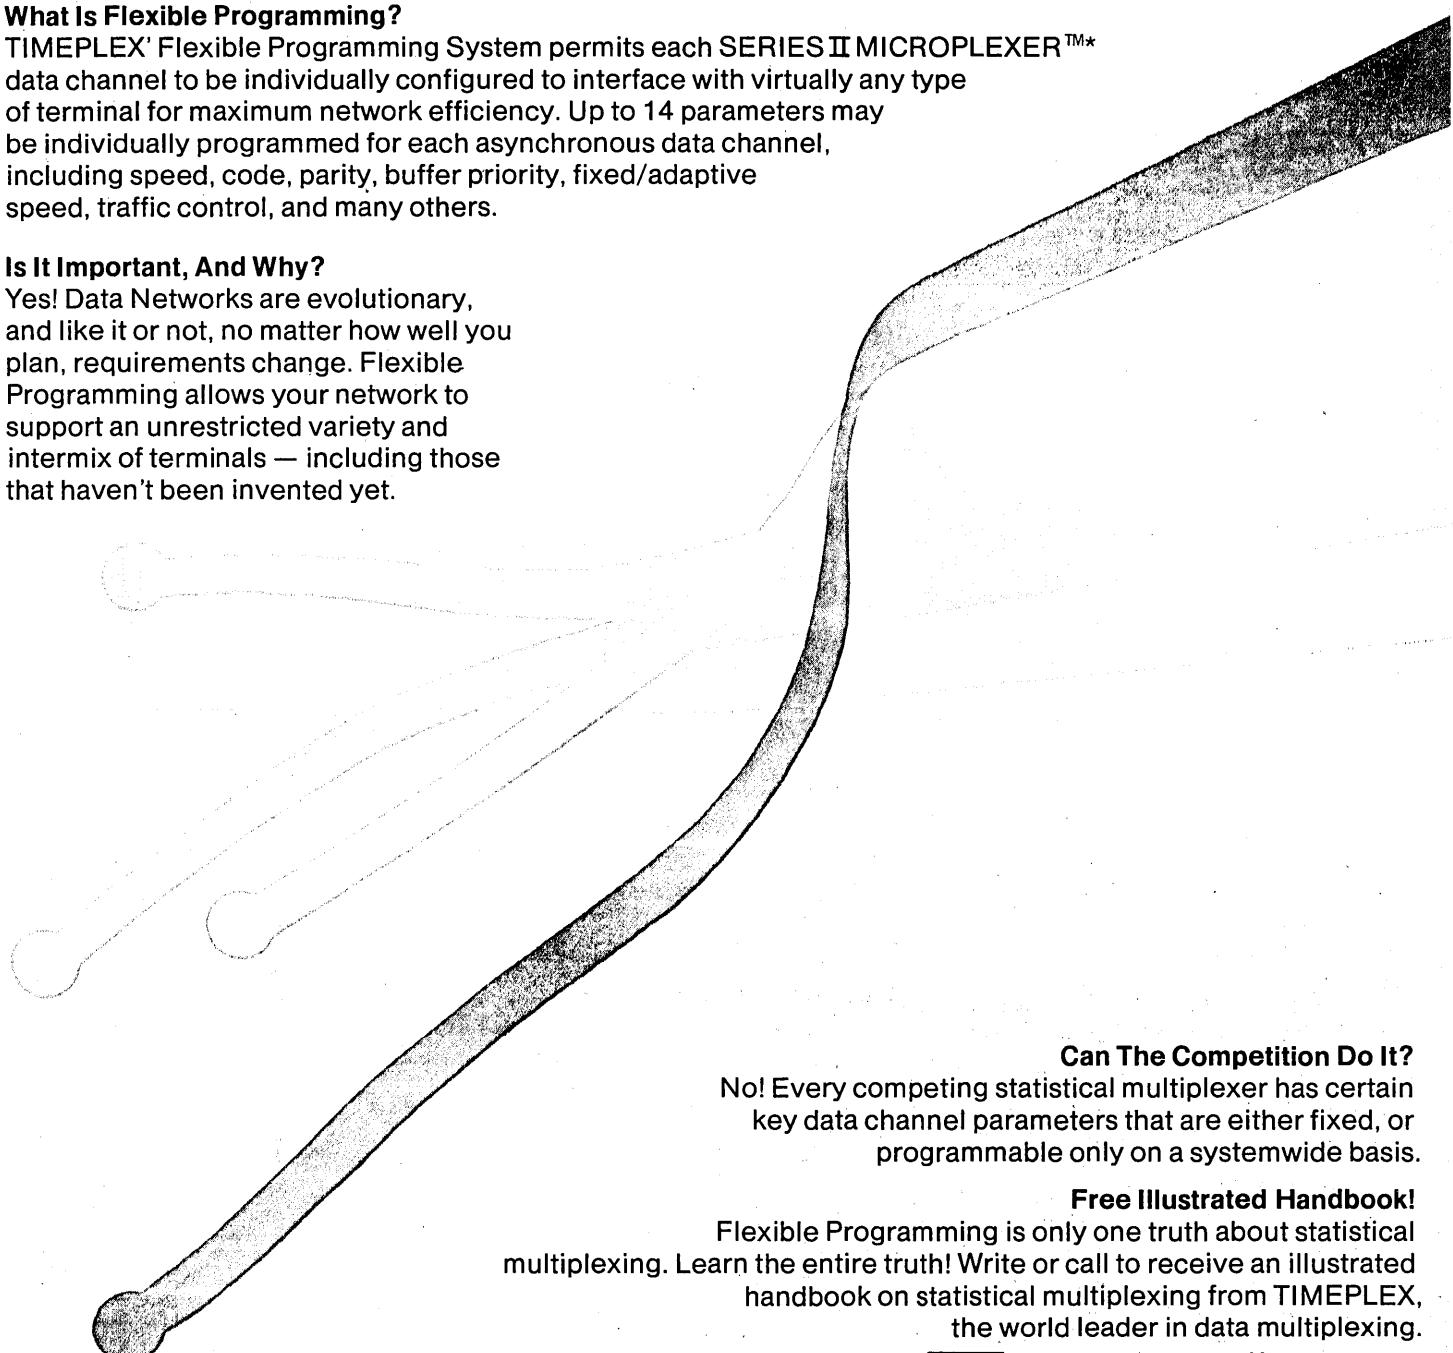 What Is Flexible Programming?
TIMEPLEX' Flexible Programming System permits each SERIES II MICROPLEXER™*
data channel to be individually configured to interface with virtually any type
of terminal for maximum network efficiency. Up to 14 parameters may
be individually programmed for each asynchronous data channel,
including speed, code, parity, buffer priority, fixed/adaptive
speed, traffic control, and many others.
Is It Important, And Why?
Yes! Data Networks are evolutionary,
and like it or not, no matter how well you
plan, requirements change. Flexible
Programming allows your network to
support an unrestricted variety and
intermix of terminals — including those
that haven't been invented yet.
Can The Competition Do It?
No! Every competing statistical multiplexer has certain
key data channel parameters that are either fixed, or
programmable only on a systemwide basis.
Free Illustrated Handbook!
Flexible Programming is only one truth about statistical
multiplexing. Learn the entire truth! Write or call to receive an illustrated
handbook on statistical multiplexing from TIMEPLEX,
the world leader in data multiplexing.